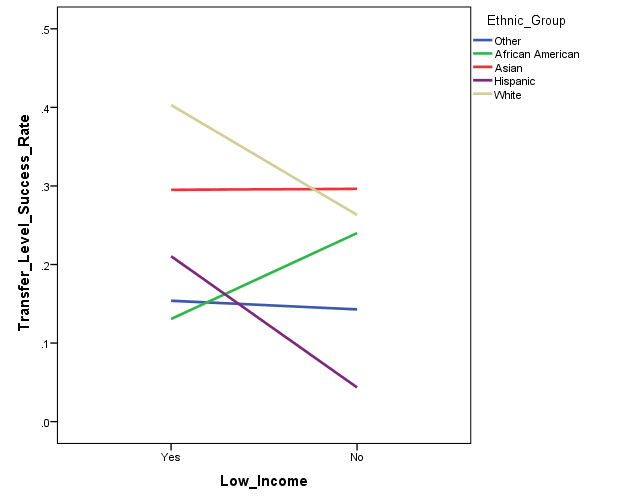 Ethnic_Group
Other
African American
Asian
Hispanic
White
Transfer_Level_Success_Rate
.5
.4
.3
.2
.1
.0
Yes
No
Low_Income